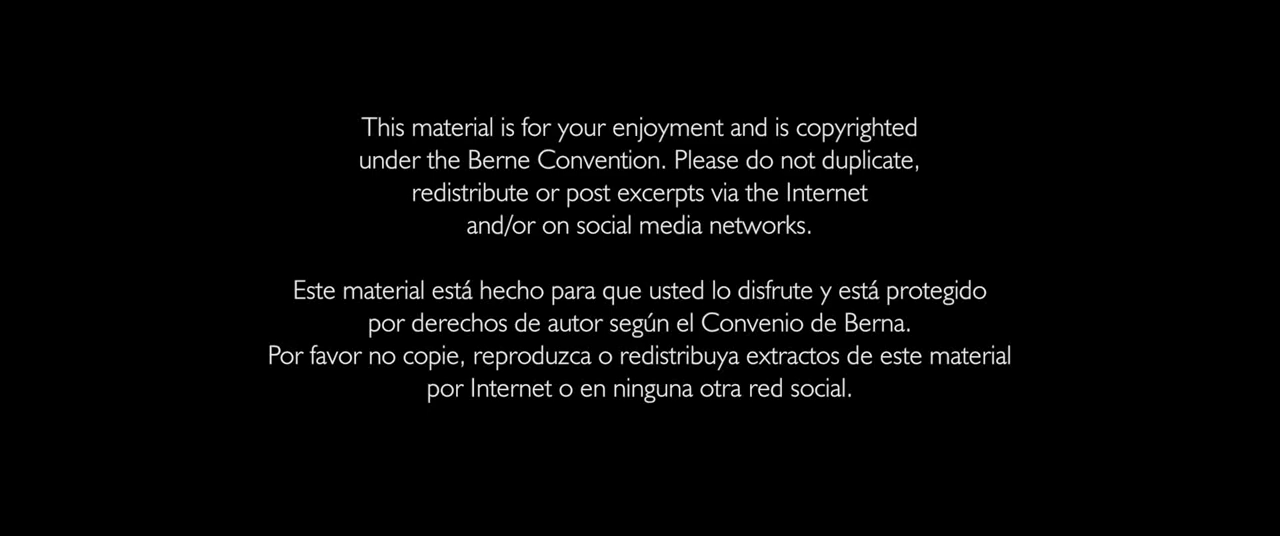 This material is for your enjoyment and is copyrighted
under the Berne Convention. Please do not duplicate,
redistribute or post excerpts via the Internet
and/or on social media networks.
Este material está hecho para que usted lo disfrute y está protegido
por derechos de autor según el Convenio de Berna.
Por favor no copie, reproduzca o redistribuya extractos de este material
por Internet o en ninguna otra red social.